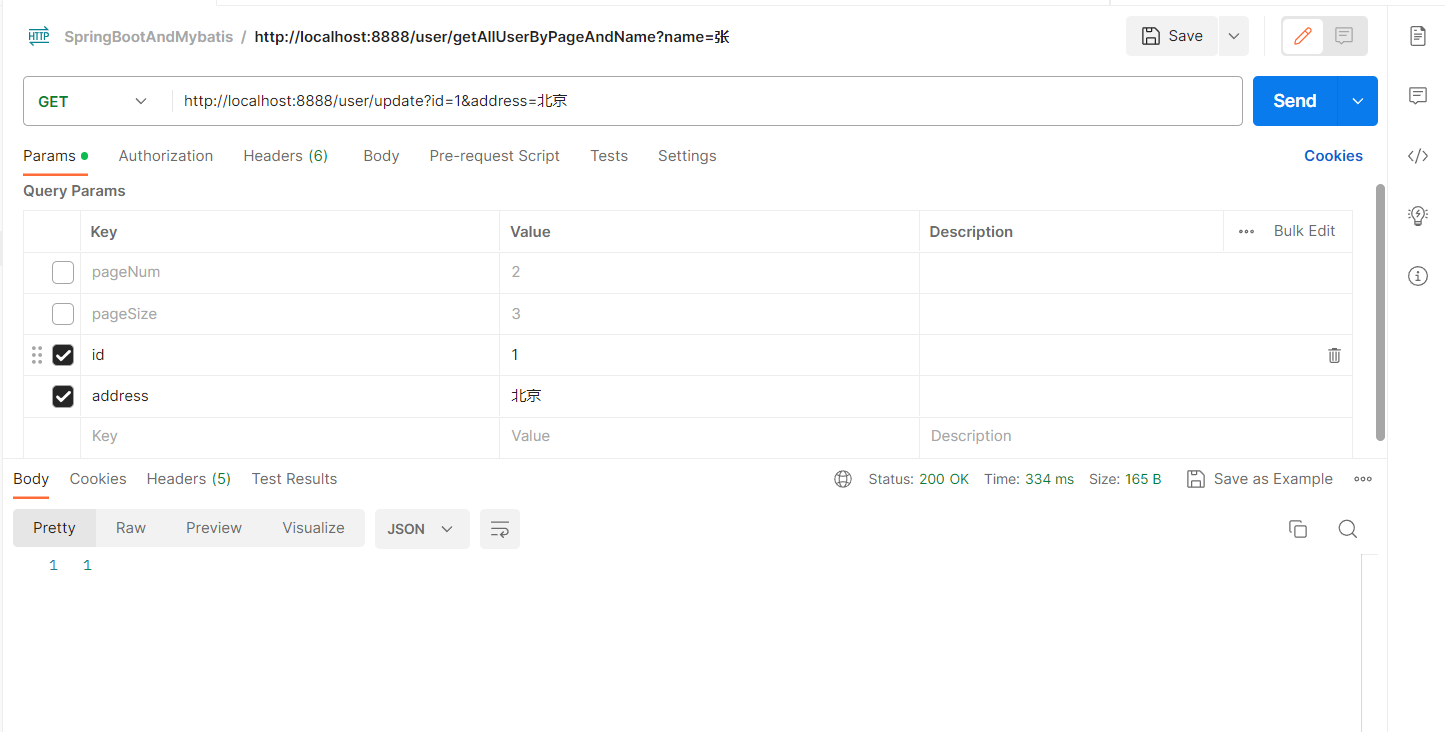 HTTP SpringBootAndMybatis / http://localhost:8888/user/getAllUserByPageAndName?name=张 Save
GET http://localhost:8888/user/update?id=1&address=北京 Send
Params Authorization Headers (6) Body Pre-request Script Tests Settings Cookies
Query Params
Key Value Description Bulk Edit
pageNum 2
pageSize 3
id 1
address 北京
Key Value Description
Body Cookies Headers (5) Test Results Status: 200 OK Time: 334 ms Size: 165 B Save as Example
Pretty Raw Preview Visualize JSON
1 1